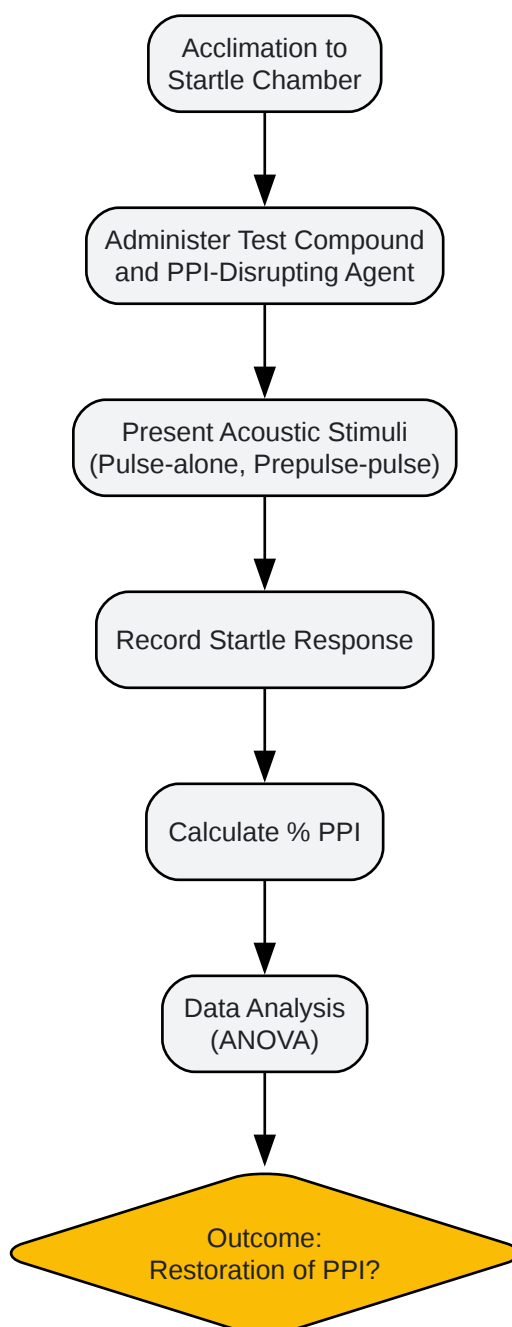 Acclimation to
Startle Chamber
Administer Test Compound
and PPI-Disrupting Agent
Present Acoustic Stimuli
(Pulse-alone, Prepulse-pulse)
Record Startle Response
Calculate % PPI
Data Analysis
(ANOVA)
Outcome:
Restoration of PPI?